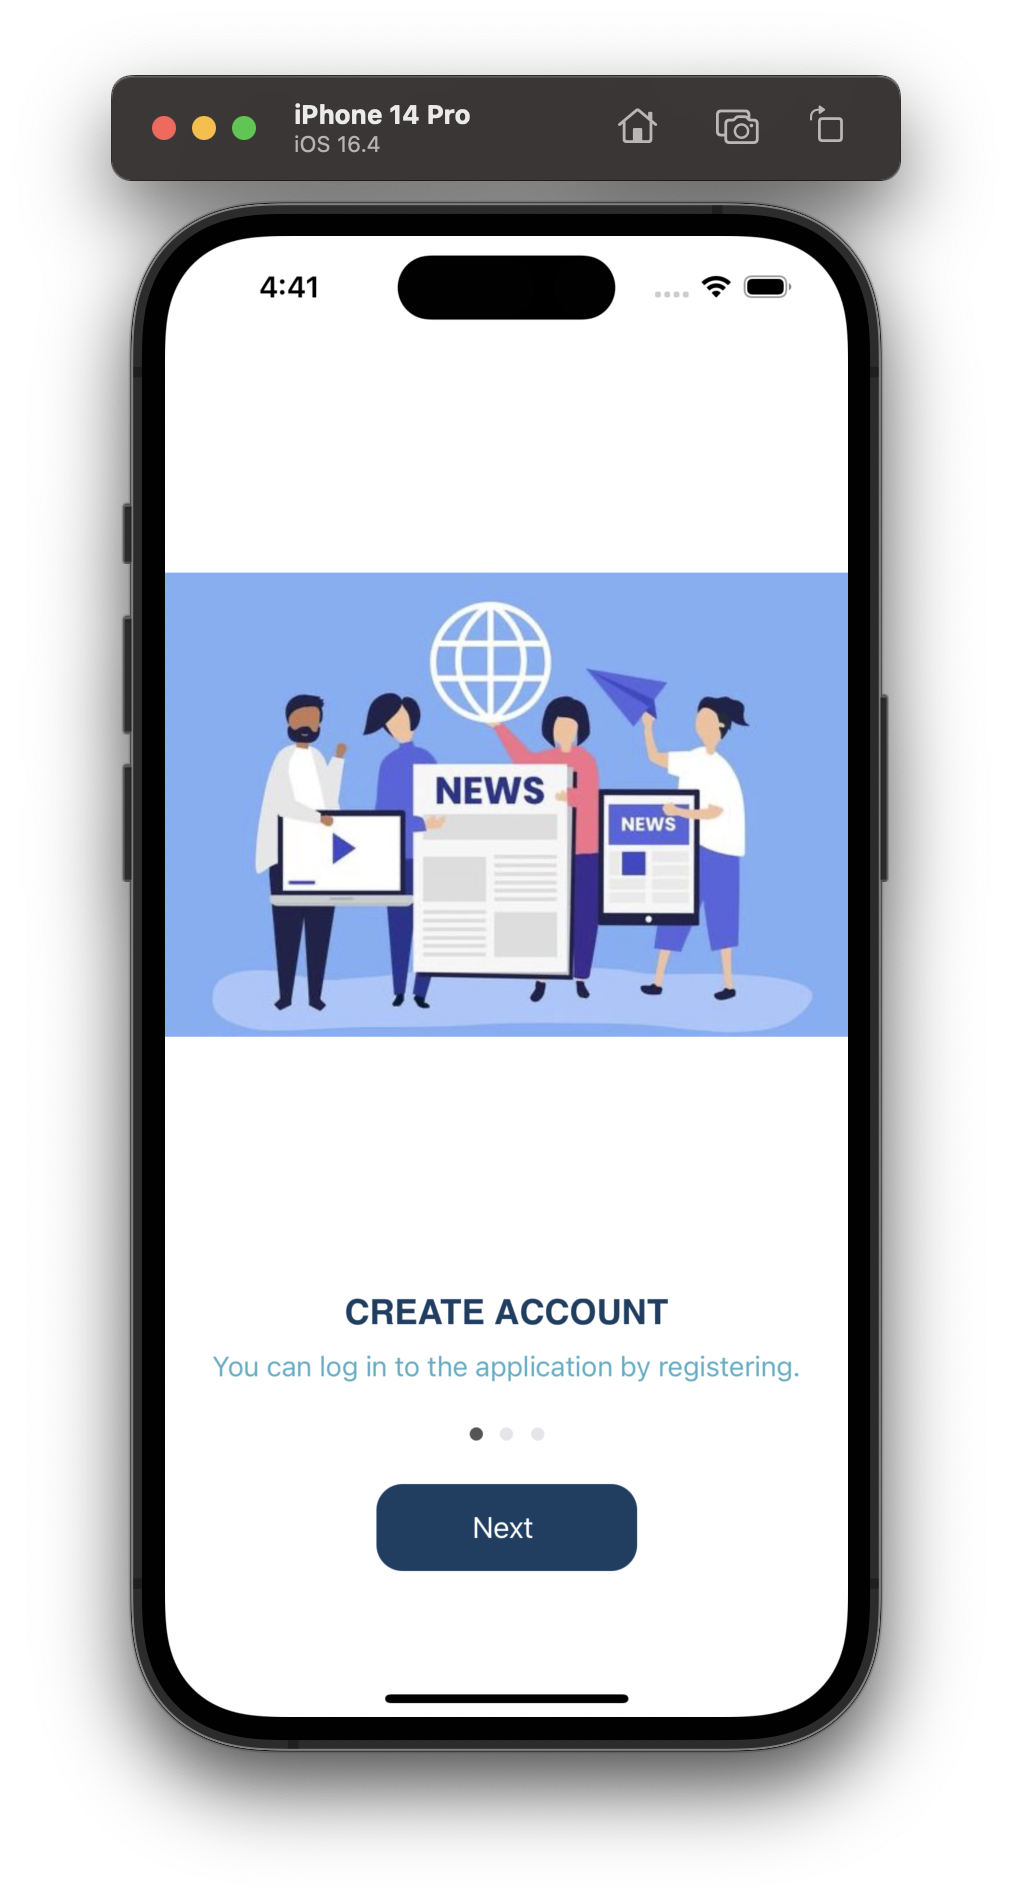 iPhone 14 Pro
iOS 16.4
4:41
NEWS
NEWS
CREATE ACCOUNT
You can log in to the application by registering.
Next